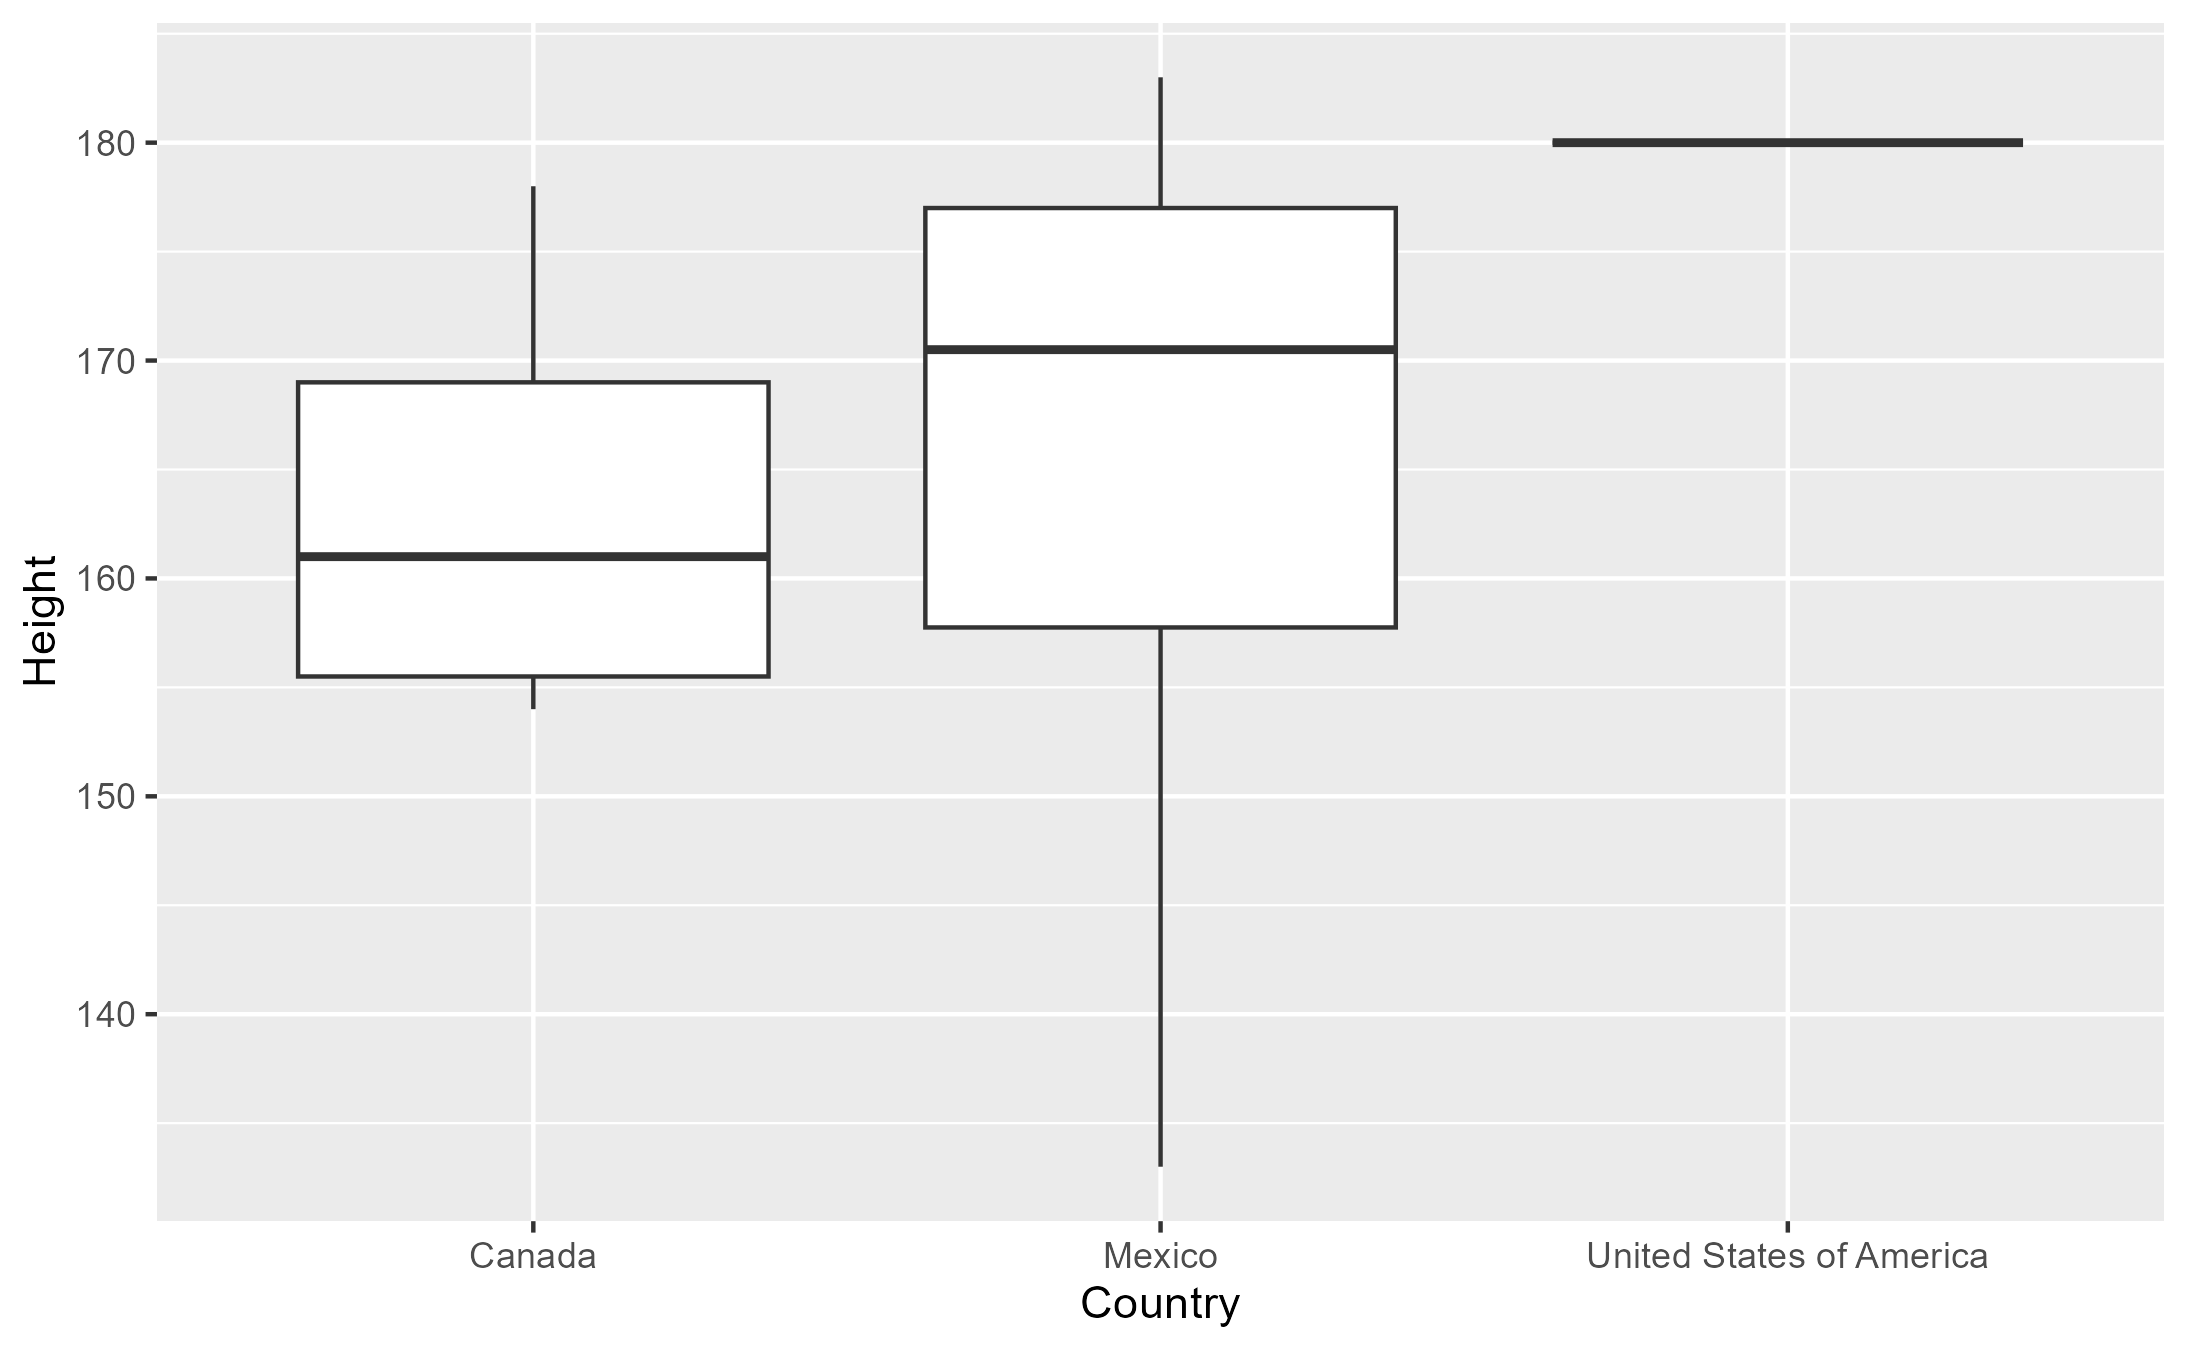 Height
180
170
160
150
140
Canada
Mexico
United States of America
Country